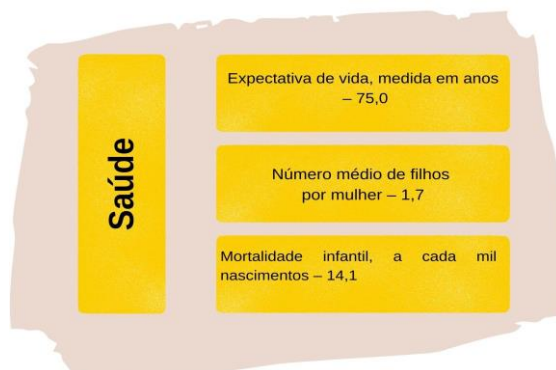 Saúde
Expectativa de vida, medida em anos
– 75,0
Número médio de filhos
por mulher – 1,7
Mortalidade infantil, a cada mil
nascimentos – 14,1